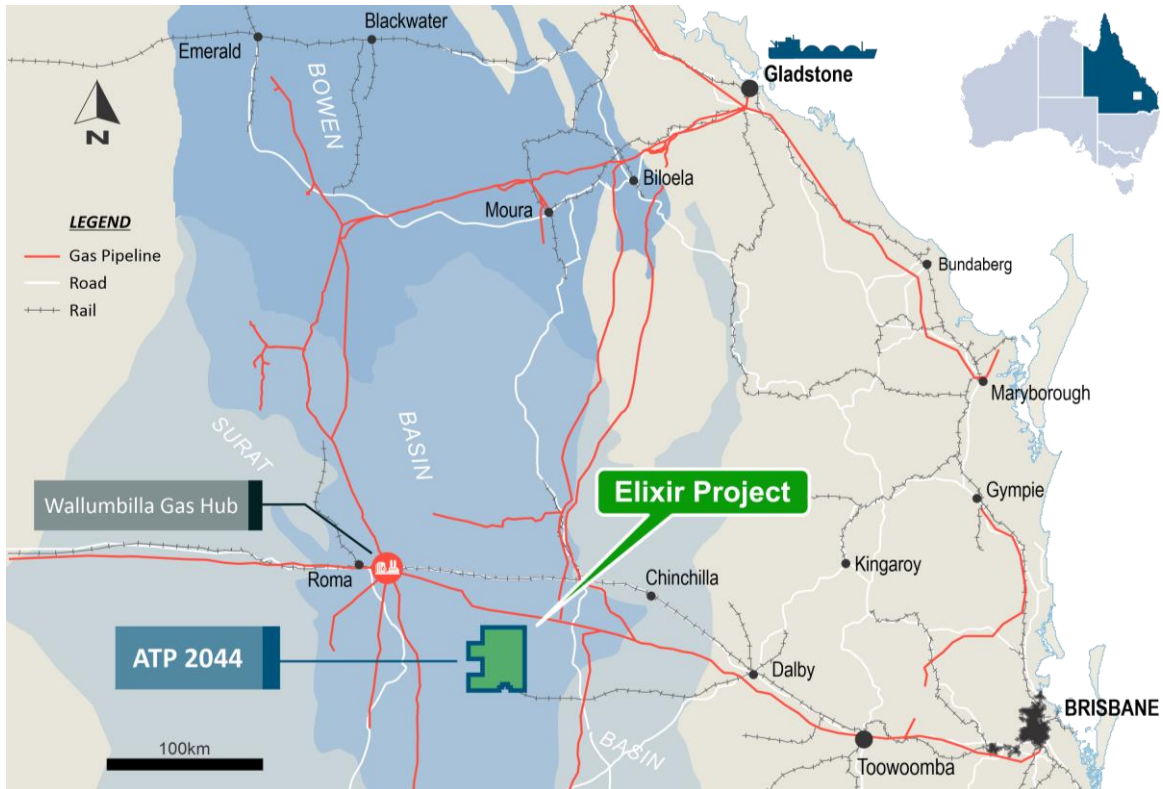 Blackwater
Emerald
Gladstone
BOWEN
N
Biloela
Moura
LEGEND
Gas Pipeline
Road
Rail
Bundaberg
Maryborough
BASIN
SURAT
Elixir Project
Wallumbilla Gas Hub
Gympie
Roma
Chinchilla
Kingaroy
ATP 2044
Dalby
BRISBANE
100km
BASIN
Toowoomba